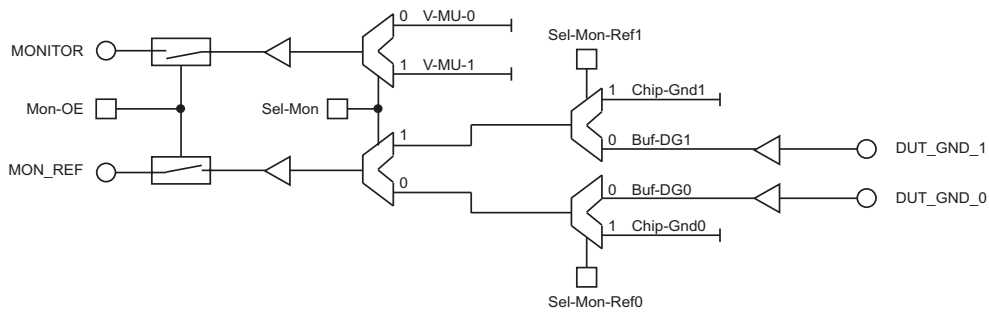 0 V-MU-0
MONITOR
Sel-Mon-Ref1
1 V-MU-1
1 Chip-Gnd1
Mon-OE
Sel-Mon
1
0 Buf-DG1
DUT_GND_1
MON_REF
0
0 Buf-DG0
DUT_GND_0
1 Chip-Gnd0
Sel-Mon-Ref0